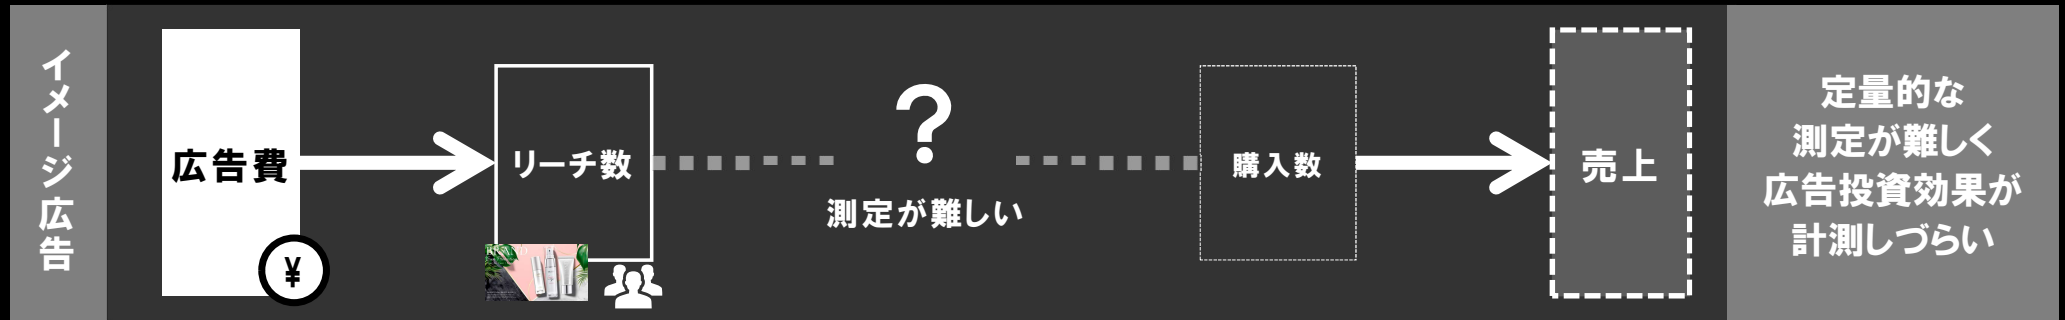 イメージ広告
広告費
¥
リーチ数
BRAND
?
測定が難しい
購入数
売上
定量的な
測定が難しく
広告投資効果が
計測しづらい